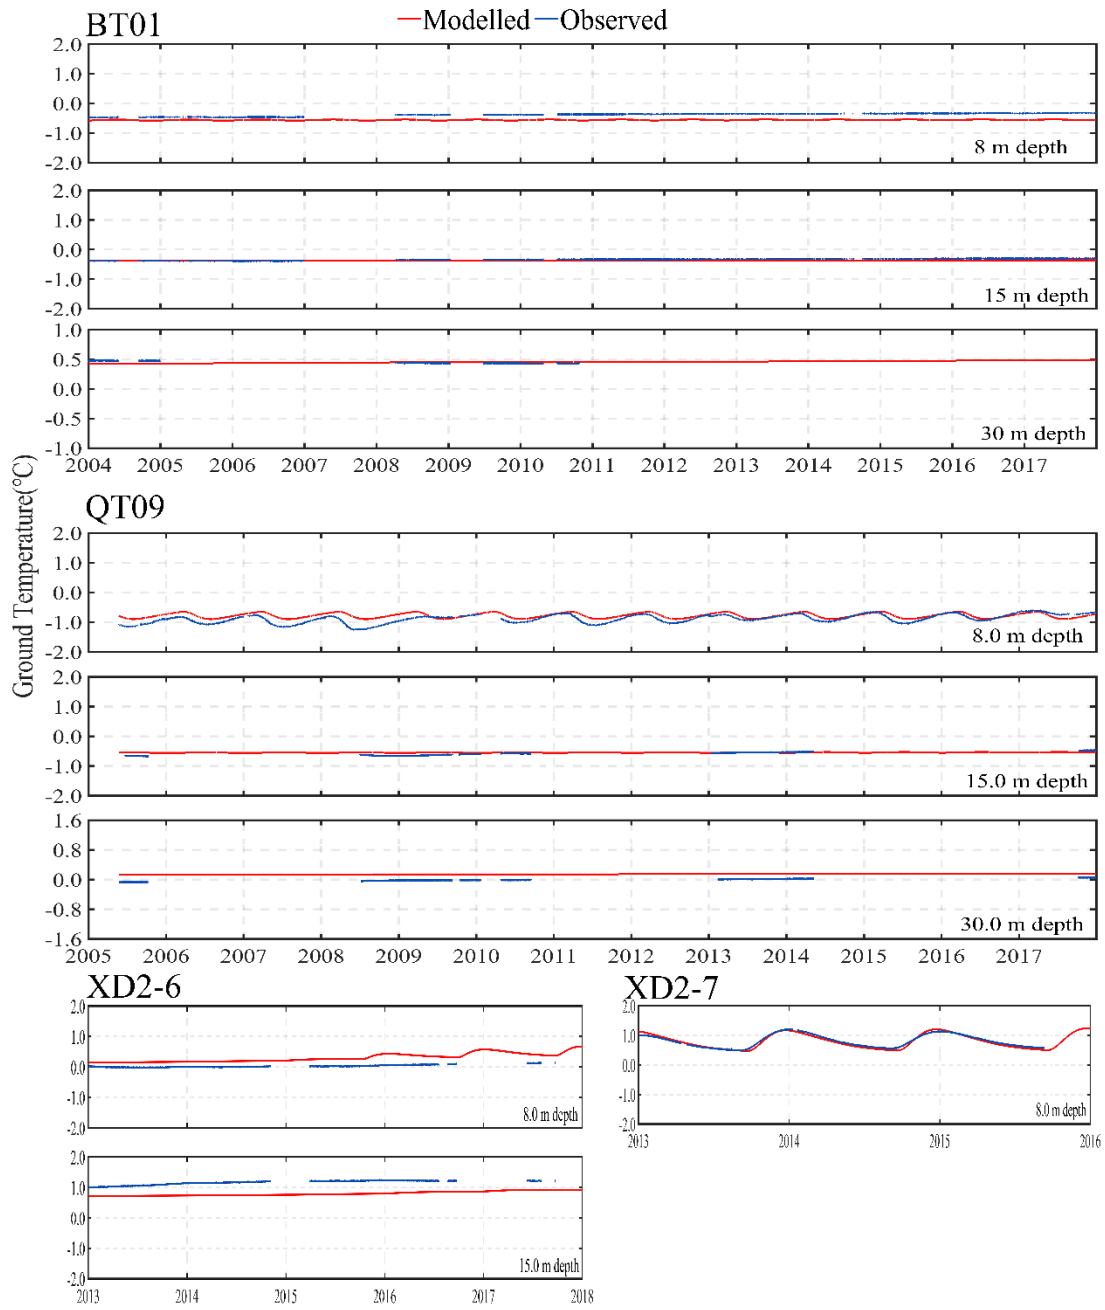 BT01
Modelled Observed
2.0
1.0
0.0
-1.0
-2.0
8 m depth
2.0
1.0
0.0
-1.0
-2.0
15 m depth
1.0
0.5
0.0
-0.5
-1.0
30 m depth
2004 2005 2006 2007 2008 2009 2010 2011 2012 2013 2014 2015 2016 2017
Ground Temperature(°C)
QT09
2.0
1.0
0.0
-1.0
-2.0
8.0 m depth
2.0
1.0
0.0
-1.0
-2.0
15.0 m depth
1.6
0.8
0.0
-0.8
-1.6
30.0 m depth
2005 2006 2007 2008 2009 2010 2011 2012 2013 2014 2015 2016 2017
XD2-6
2.0
1.0
0.0
-1.0
-2.0
8.0 m depth
2.0
1.0
0.0
-1.0
-2.0
15.0 m depth
2013 2014 2015 2016 2017 2018
XD2-7
2.0
1.0
0.0
-1.0
-2.0
8.0 m depth
2013 2014 2015 2016